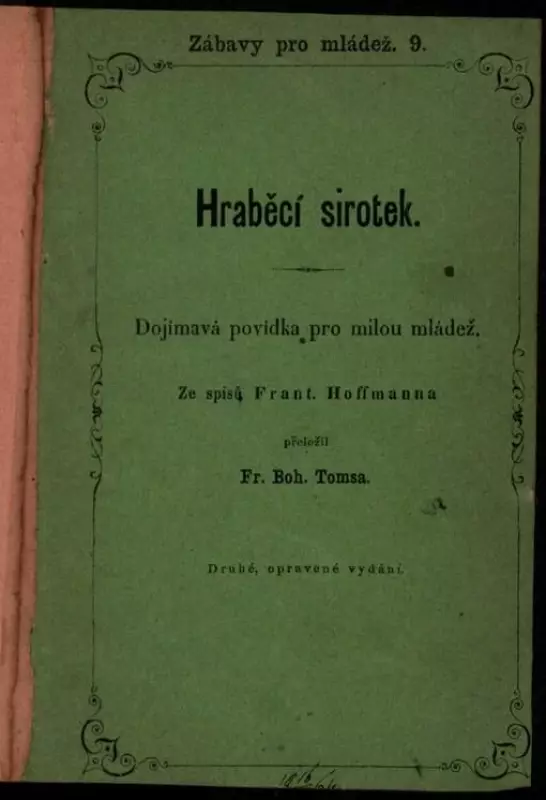 Zábavy pro mládež. 9.
Hraběcí sirotek.
Dojímavá povídka pro milou mládež.
Ze spisů Frant. Hoffmanna
přeložil
Fr. Boh. Tomsa.
Druhé, opravené vydání.